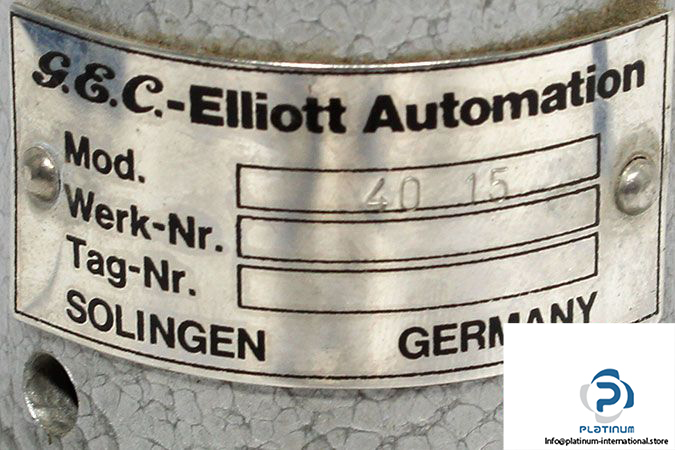 G.E.C.-Elliott Automation
Mod. 40 15
Werk-Nr.
Tag-Nr.
SOLINGEN GERMANY
PLATINUM
Info@platinum-international.store